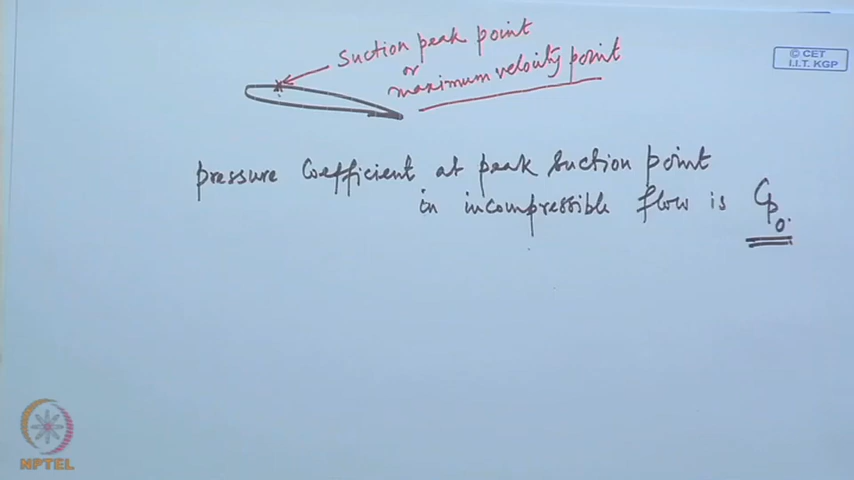 suction peak point
or
maximum velocity point
© CET
I.I.T. KGP
pressure coefficient at peak suction point
in incompressible flow is Cp₀.
NPTEL